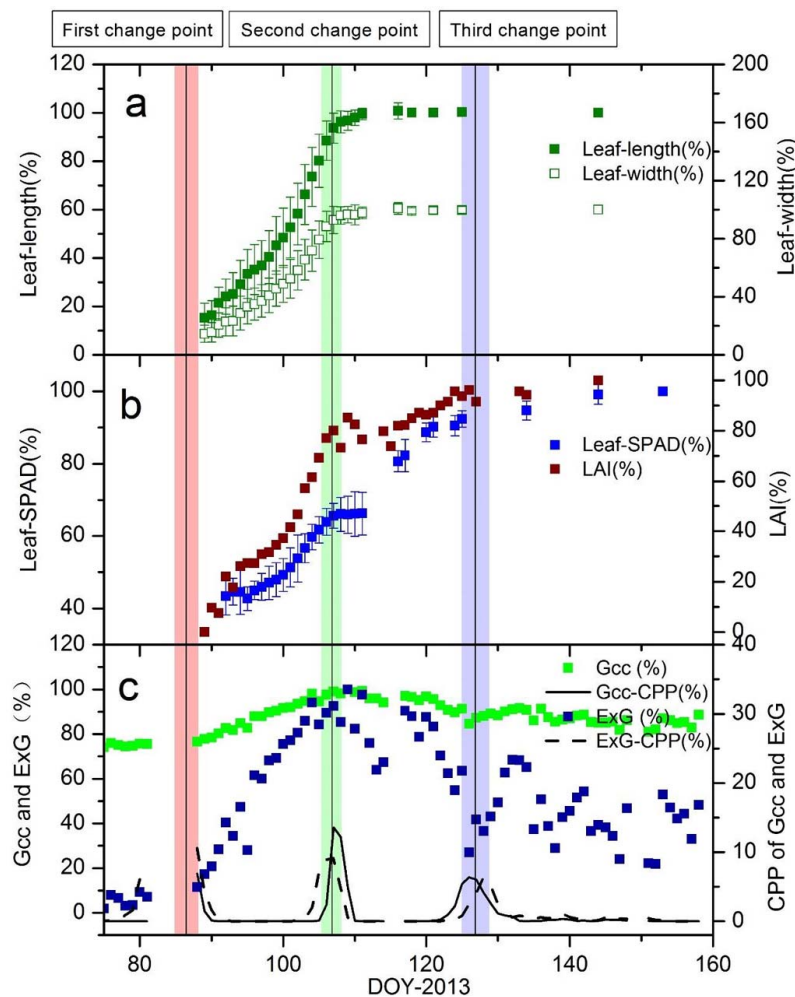 First change point Second change point Third change point
a
120
100
80
60
40
20
0
Leaf-length(%)
200
160
120
80
40
0
Leaf-width(%)
Leaf-length(%)
Leaf-width(%)
b
100
80
60
40
Leaf-SPAD(%)
100
80
60
40
20
0
LAI(%)
Leaf-SPAD(%)
LAI(%)
c
120
100
80
60
40
20
0
Gcc and ExG (%)
40
30
20
10
0
CPP of Gcc and ExG
Gcc (%)
Gcc-CPP(%)
ExG (%)
ExG-CPP(%)
80 100 120 140 160
DOY-2013